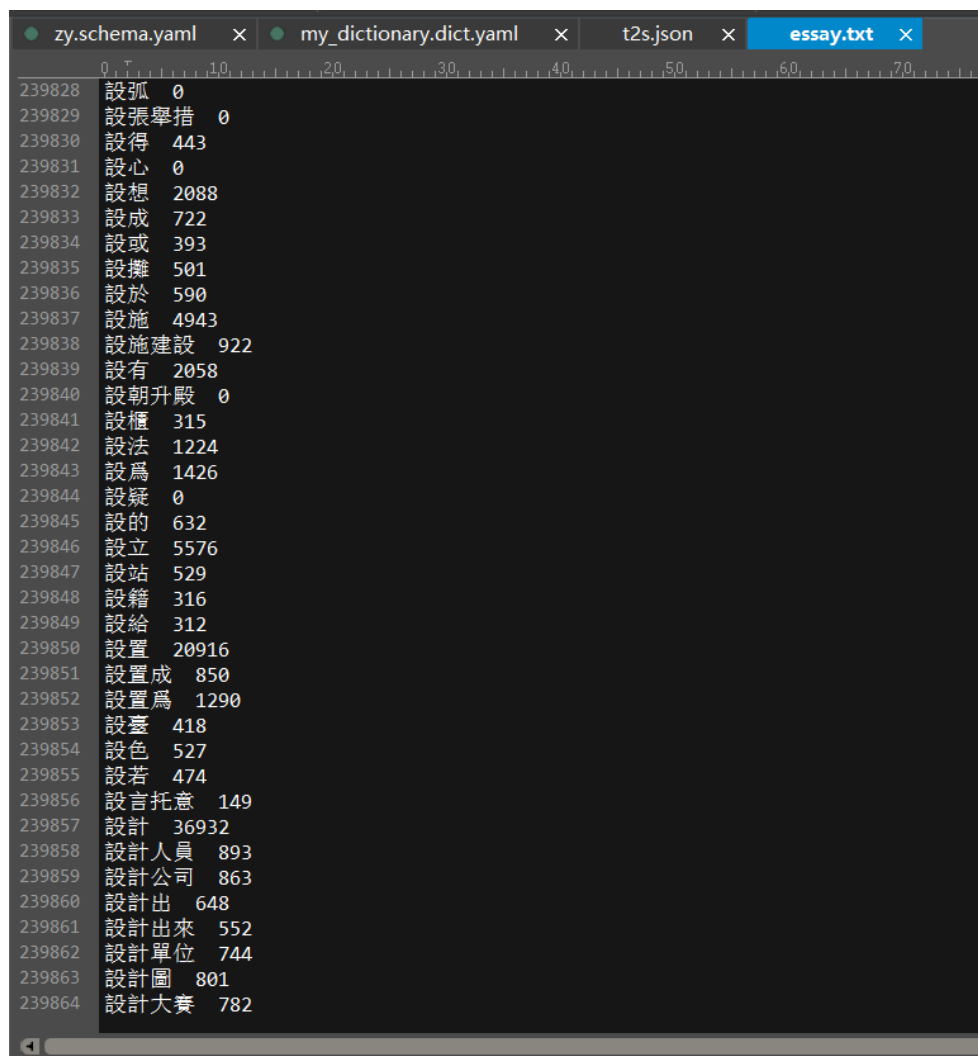 zy.schema.yaml × my_dictionary.dict.yaml × t2s.json × essay.txt ×
0 10 20 30 40 50 60 70
239828 設弧 0
239829 設張舉措 0
239830 設得 443
239831 設心 0
239832 設想 2088
239833 設成 722
239834 設或 393
239835 設攤 501
239836 設於 590
239837 設施 4943
239838 設施建設 922
239839 設有 2058
239840 設朝升殿 0
239841 設櫃 315
239842 設法 1224
239843 設爲 1426
239844 設疑 0
239845 設的 632
239846 設立 5576
239847 設站 529
239848 設籍 316
239849 設給 312
239850 設置 20916
239851 設置成 850
239852 設置爲 1290
239853 設臺 418
239854 設色 527
239855 設若 474
239856 設言托意 149
239857 設計 36932
239858 設計人員 893
239859 設計公司 863
239860 設計出 648
239861 設計出來 552
239862 設計單位 744
239863 設計圖 801
239864 設計大賽 782